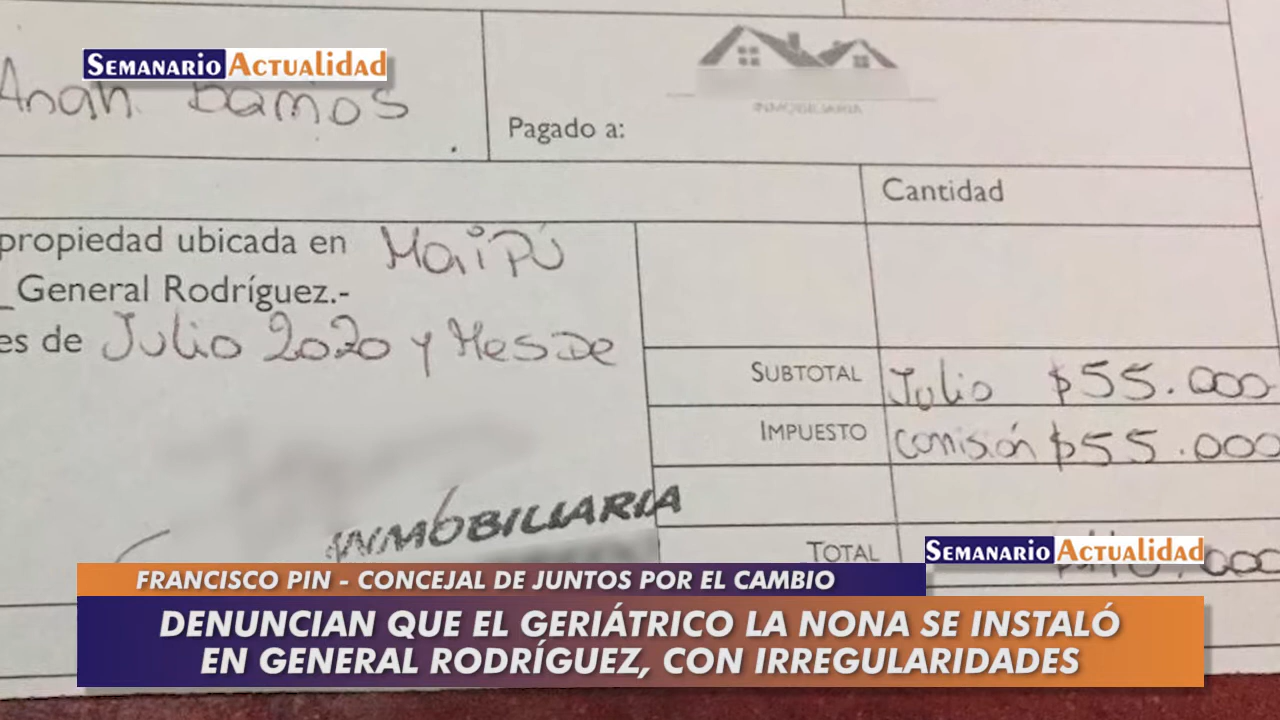 SEMANARIO ACTUALIDAD
Anah Barrios
Pagado a:
INMOBILIARIA
Cantidad
propiedad ubicada en Maipú
General Rodríguez.-
es de Julio 2020 y Mes De
SUBTOTAL Julio $55.000
IMPUESTO Comisión $55.000
INMOBILIARIA
TOTAL
SEMANARIO ACTUALIDAD
FRANCISCO PIN - CONCEJAL DE JUNTOS POR EL CAMBIO
DENUNCIAN QUE EL GERIÁTRICO LA NONA SE INSTALÓ
EN GENERAL RODRÍGUEZ, CON IRREGULARIDADES